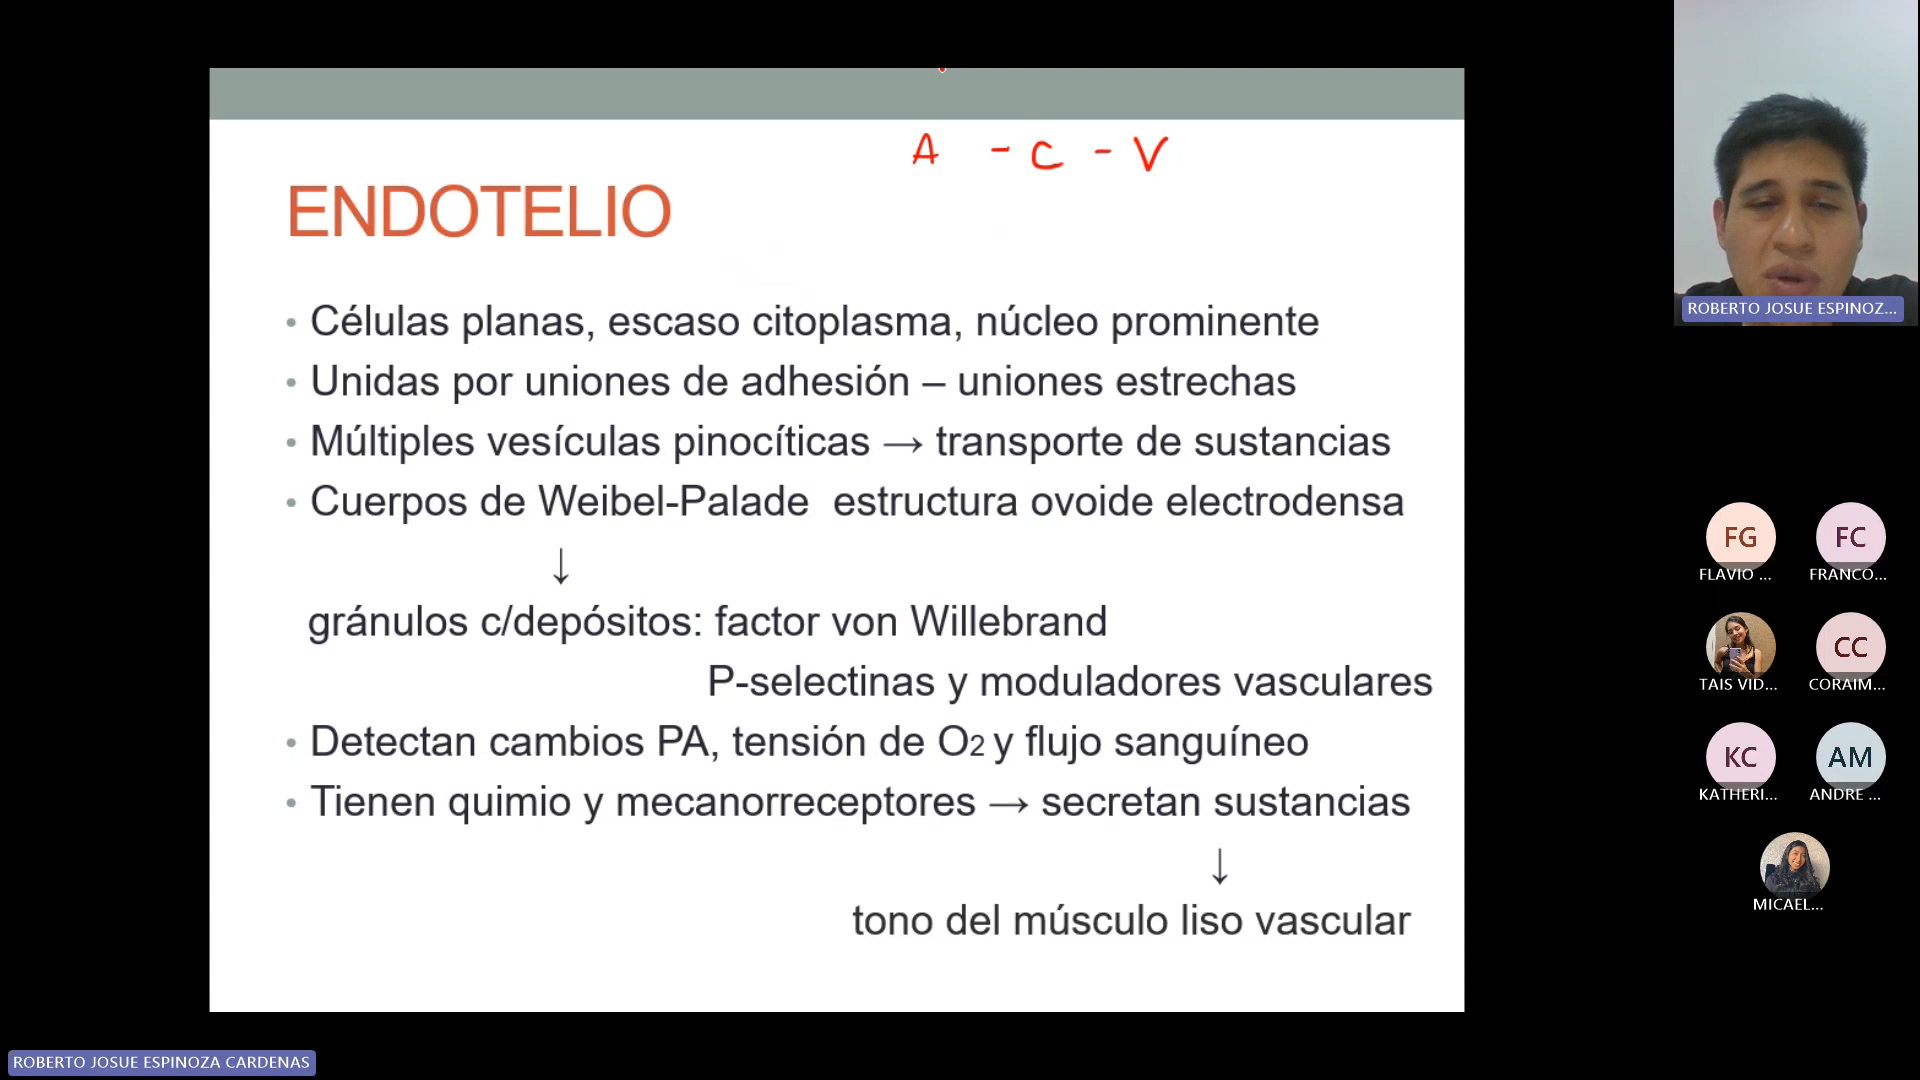 A - C - V
ENDOTELIO
• Células planas, escaso citoplasma, núcleo prominente
• Unidas por uniones de adhesión – uniones estrechas
• Múltiples vesículas pinocíticas → transporte de sustancias
• Cuerpos de Weibel-Palade estructura ovoide electrodensa
↓
gránulos c/depósitos: factor von Willebrand
P-selectinas y moduladores vasculares
• Detectan cambios PA, tensión de O2 y flujo sanguíneo
• Tienen quimio y mecanorreceptores → secretan sustancias
↓
tono del músculo liso vascular
ROBERTO JOSUE ESPINOZ...
FG
FLAVIO ...
FC
FRANCO...
TAIS VID...
CC
CORAIM...
KC
KATHERI...
AM
ANDRE ...
MICAEL...
ROBERTO JOSUE ESPINOZA CARDENAS